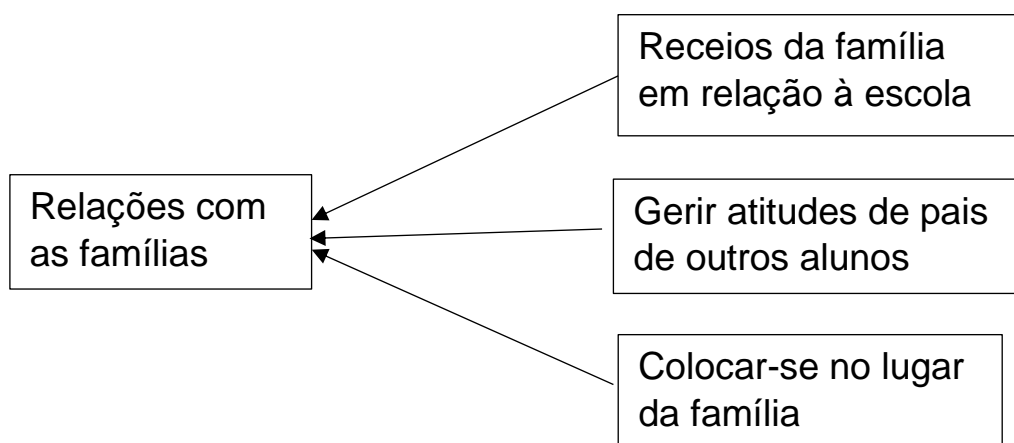 Receios da família
em relação à escola
Relações com
as famílias
Gerir atitudes de pais
de outros alunos
Colocar-se no lugar
da família